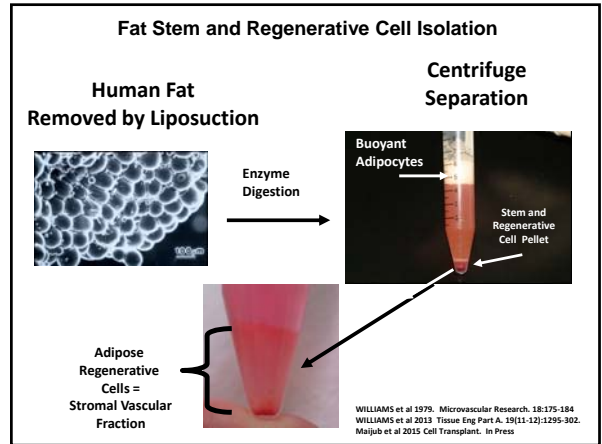 Fat Stem and Regenerative Cell Isolation
Human Fat
Removed by Liposuction
Centrifuge
Separation
Enzyme
Digestion
Buoyant
Adipocytes
Stem and
Regenerative
Cell Pellet
Adipose
Regenerative
Cells =
Stromal Vascular
Fraction
WILLIAMS et al 1979. Microvascular Research. 18:175-184
WILLIAMS et al 2013 Tissue Eng Part A. 19(11-12):1295-302.
Maijub et al 2015 Cell Transplant. In Press